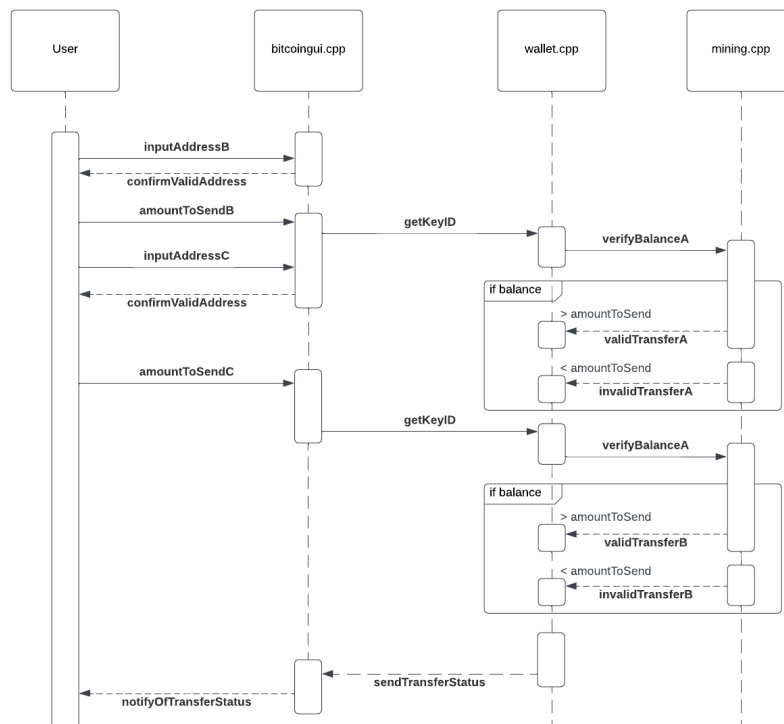 User
bitcoingui.cpp
wallet.cpp
mining.cpp
inputAddressB
confirmValidAddress
amountToSendB
getKeyID
verifyBalanceA
inputAddressC
confirmValidAddress
if balance
> amountToSend
validTransferA
< amountToSend
invalidTransferA
amountToSendC
getKeyID
verifyBalanceA
if balance
> amountToSend
validTransferB
< amountToSend
invalidTransferB
sendTransferStatus
notifyOfTransferStatus